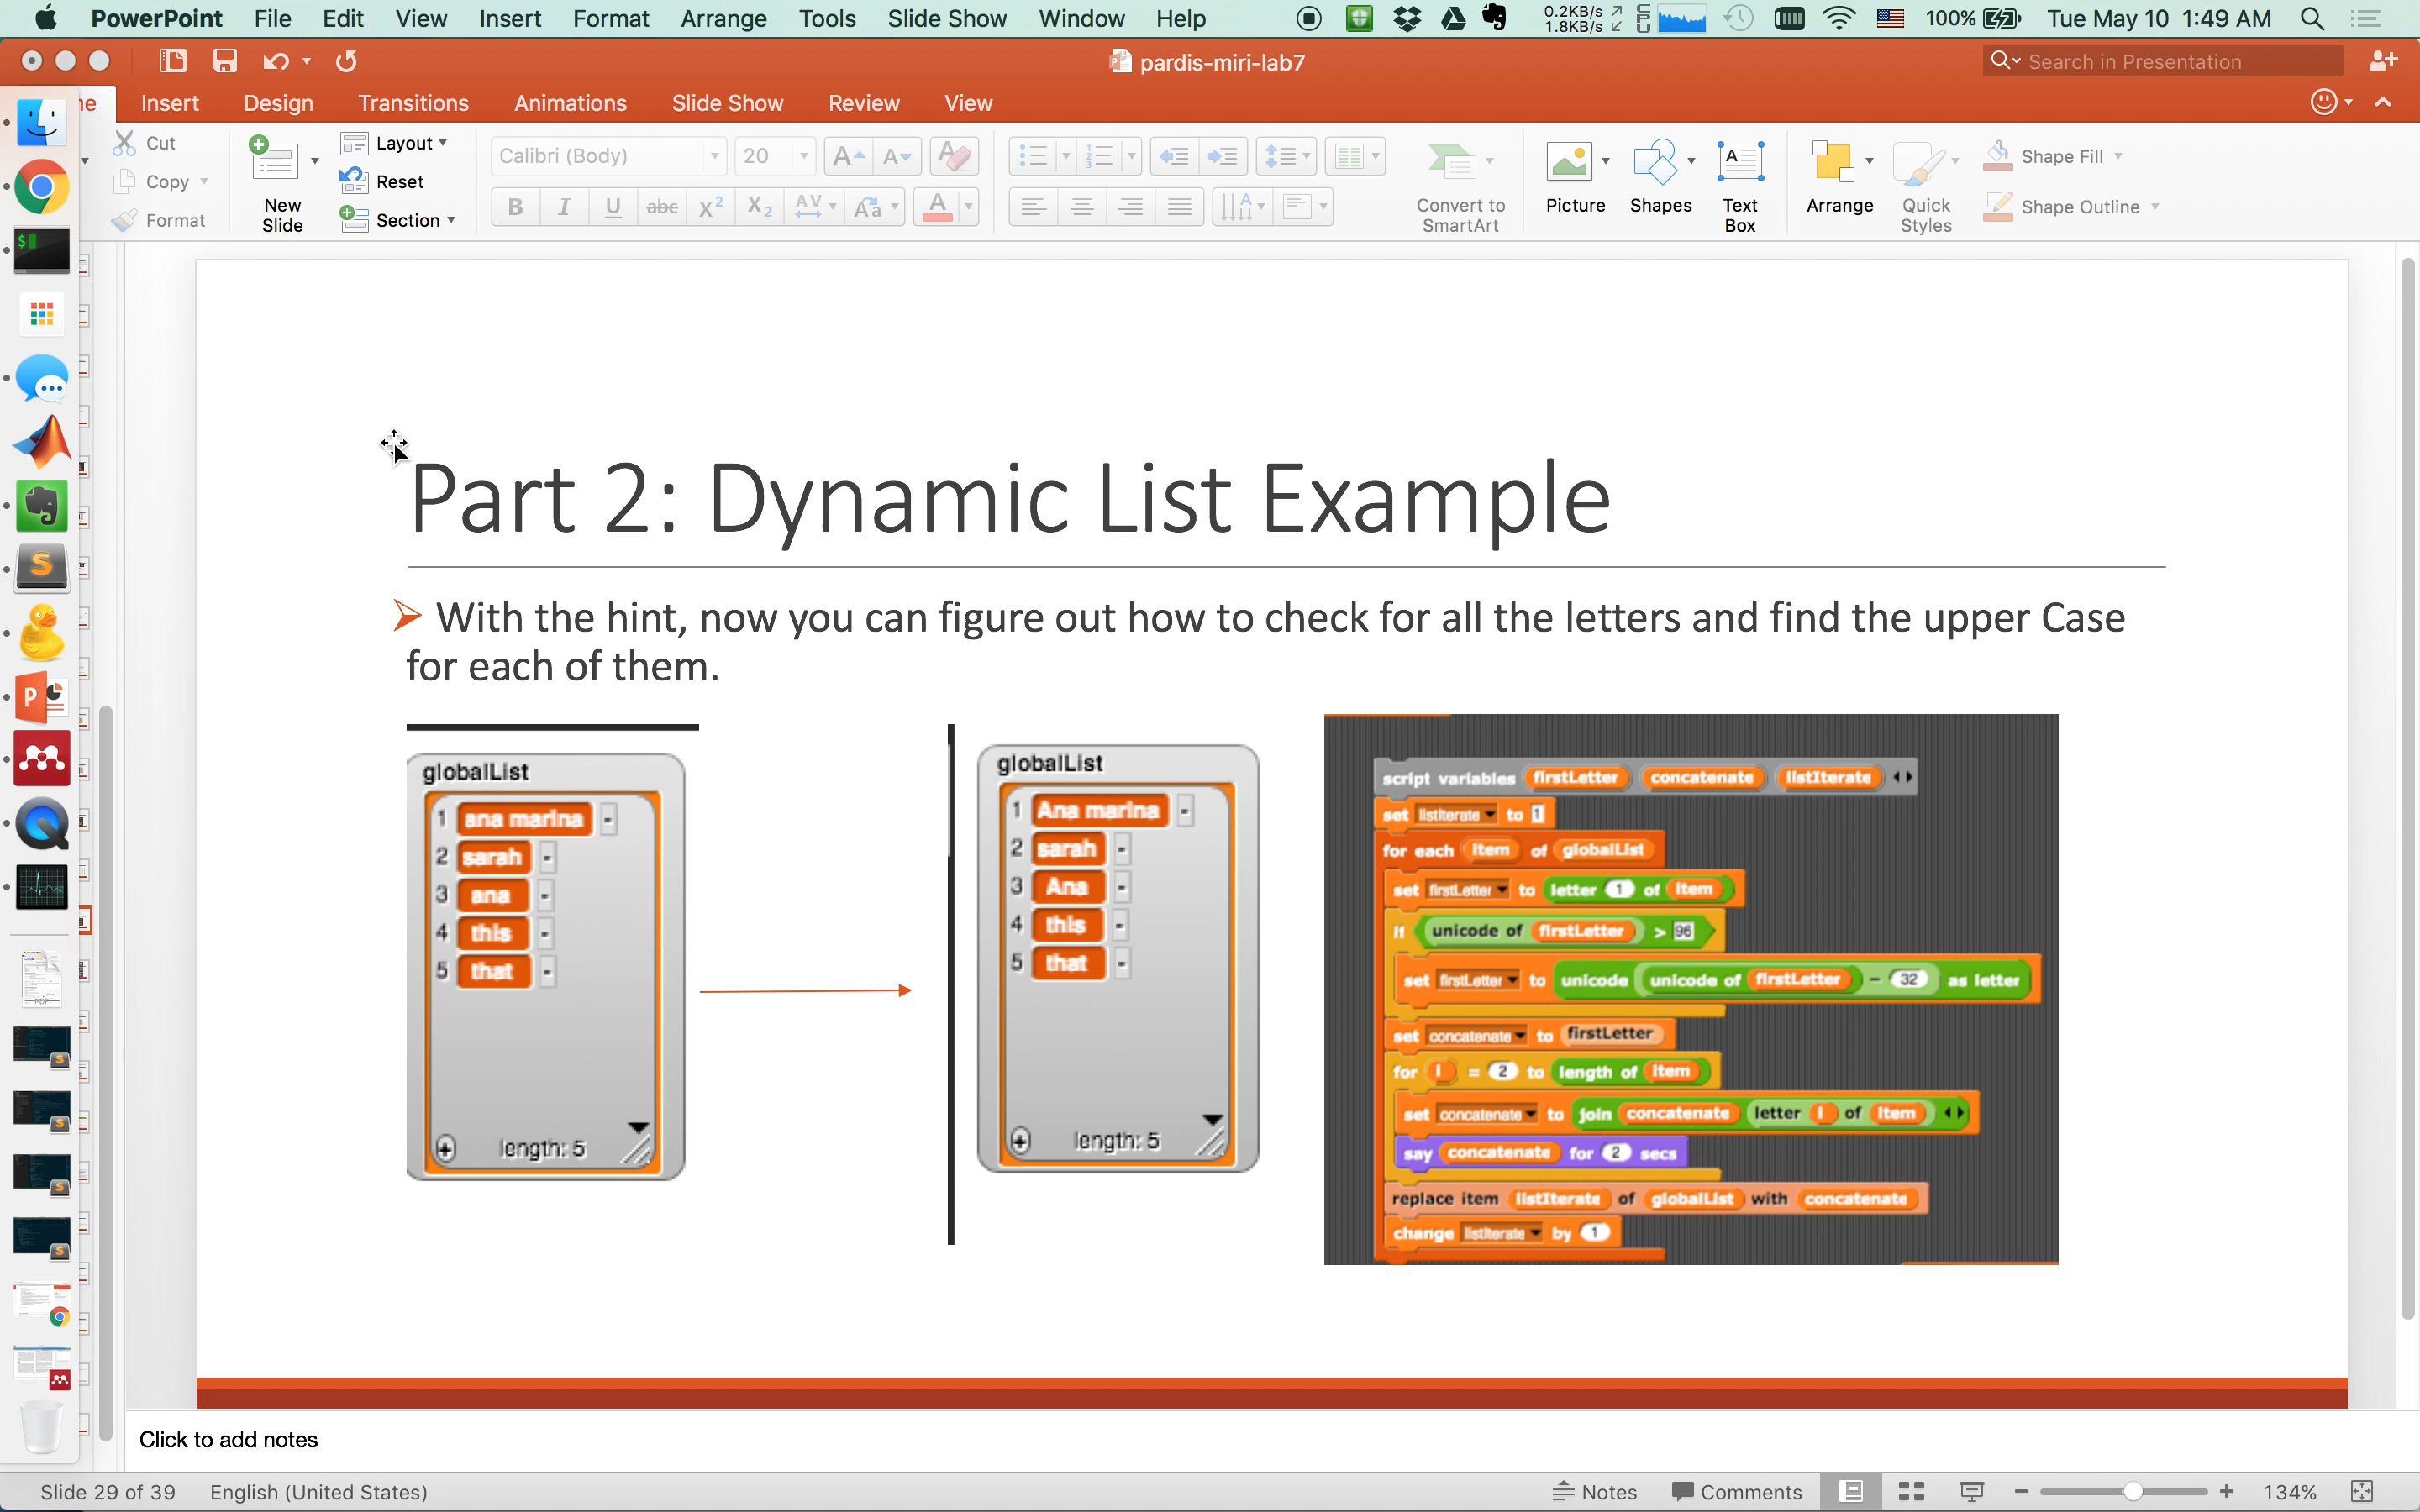 PowerPoint File Edit View Insert Format Arrange Tools Slide Show Window Help 0.2KB/s 1.8KB/s CPU 100% Tue May 10 1:49 AM
pardis-miri-lab7
Search in Presentation
Insert Design Transitions Animations Slide Show Review View
Cut
Copy
Format
New Slide
Layout
Reset
Section
Calibri (Body) 20
Convert to SmartArt
Picture
Shapes
Text Box
Arrange
Quick Styles
Shape Fill
Shape Outline
Part 2: Dynamic List Example
With the hint, now you can figure out how to check for all the letters and find the upper Case
for each of them.
globalList
1 ana marina -
2 sarah -
3 ana -
4 this -
5 that -
+ length: 5
globalList
1 Ana marina -
2 sarah -
3 Ana -
4 this -
5 that -
+ length: 5
script variables firstLetter concatenate listIterate
set listIterate to 1
for each item of globalList
set firstLetter to letter 1 of item
if unicode of firstLetter > 96
set firstLetter to unicode unicode of firstLetter - 32 as letter
set concatenate to firstLetter
for i = 2 to length of item
set concatenate to join concatenate letter i of item
say concatenate for 2 secs
replace item listIterate of globalList with concatenate
change listIterate by 1
Click to add notes
Slide 29 of 39 English (United States) Notes Comments 134%